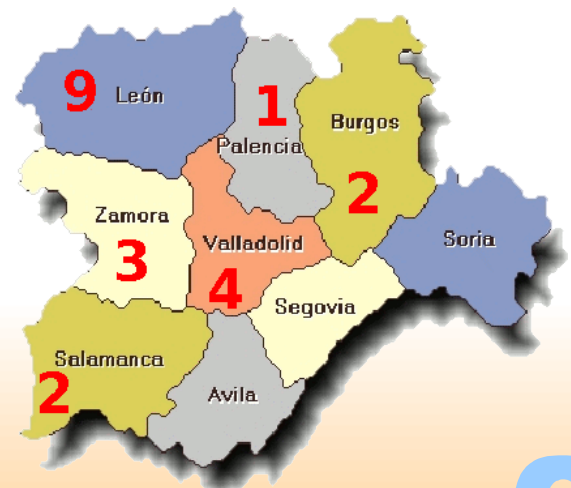 9 León
1
Palencia
Burgos
2
Zamora
3
Valladolid
4
Soria
Segovia
Salamanca
2
Avila